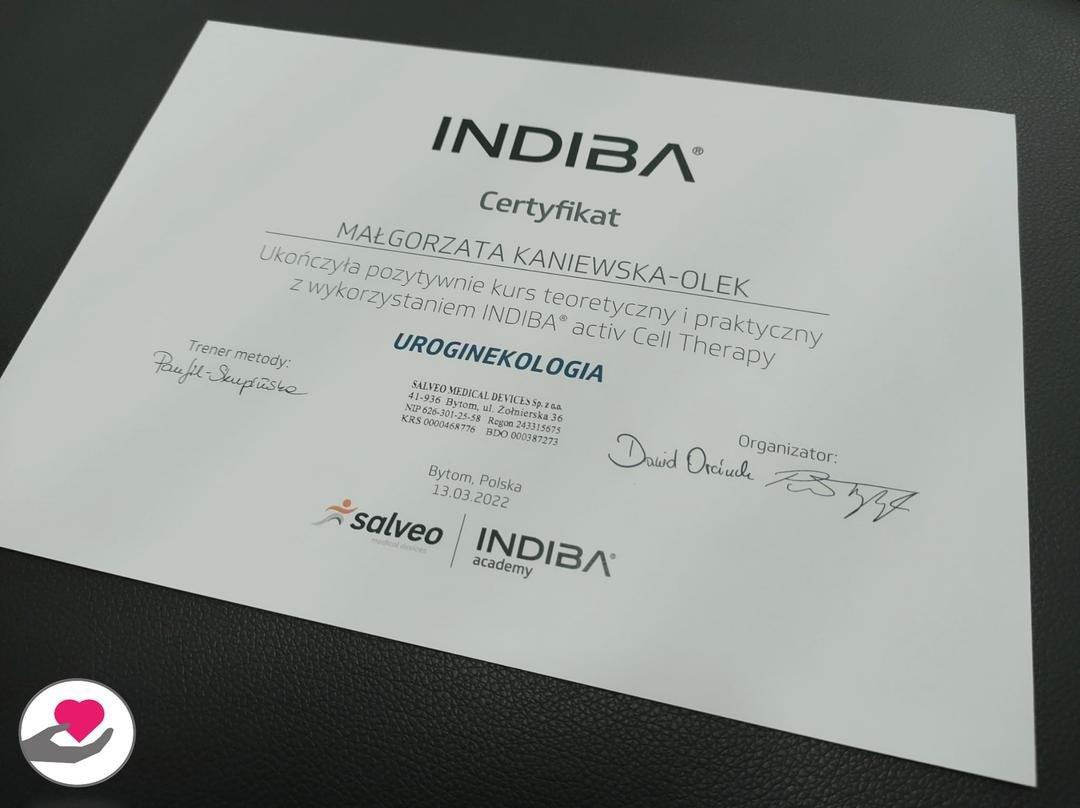 INDIBA®
Certyfikat
MAŁGORZATA KANIEWSKA-OLEK
Ukończyła pozytywnie kurs teoretyczny i praktyczny
z wykorzystaniem INDIBA® activ Cell Therapy
UROGINEKOLOGIA
Trener metody:
SALVEO MEDICAL DEVICES Sp. z o.o.
41-936 Bytom, ul. Żołnierska 36
NIP 626-301-25-58 Regon 243315675
KRS 0000468776 BDO 000387273
Organizator:
Dawid
Bytom, Polska
13.03.2022
salveo
medical devices
INDIBA®
academy